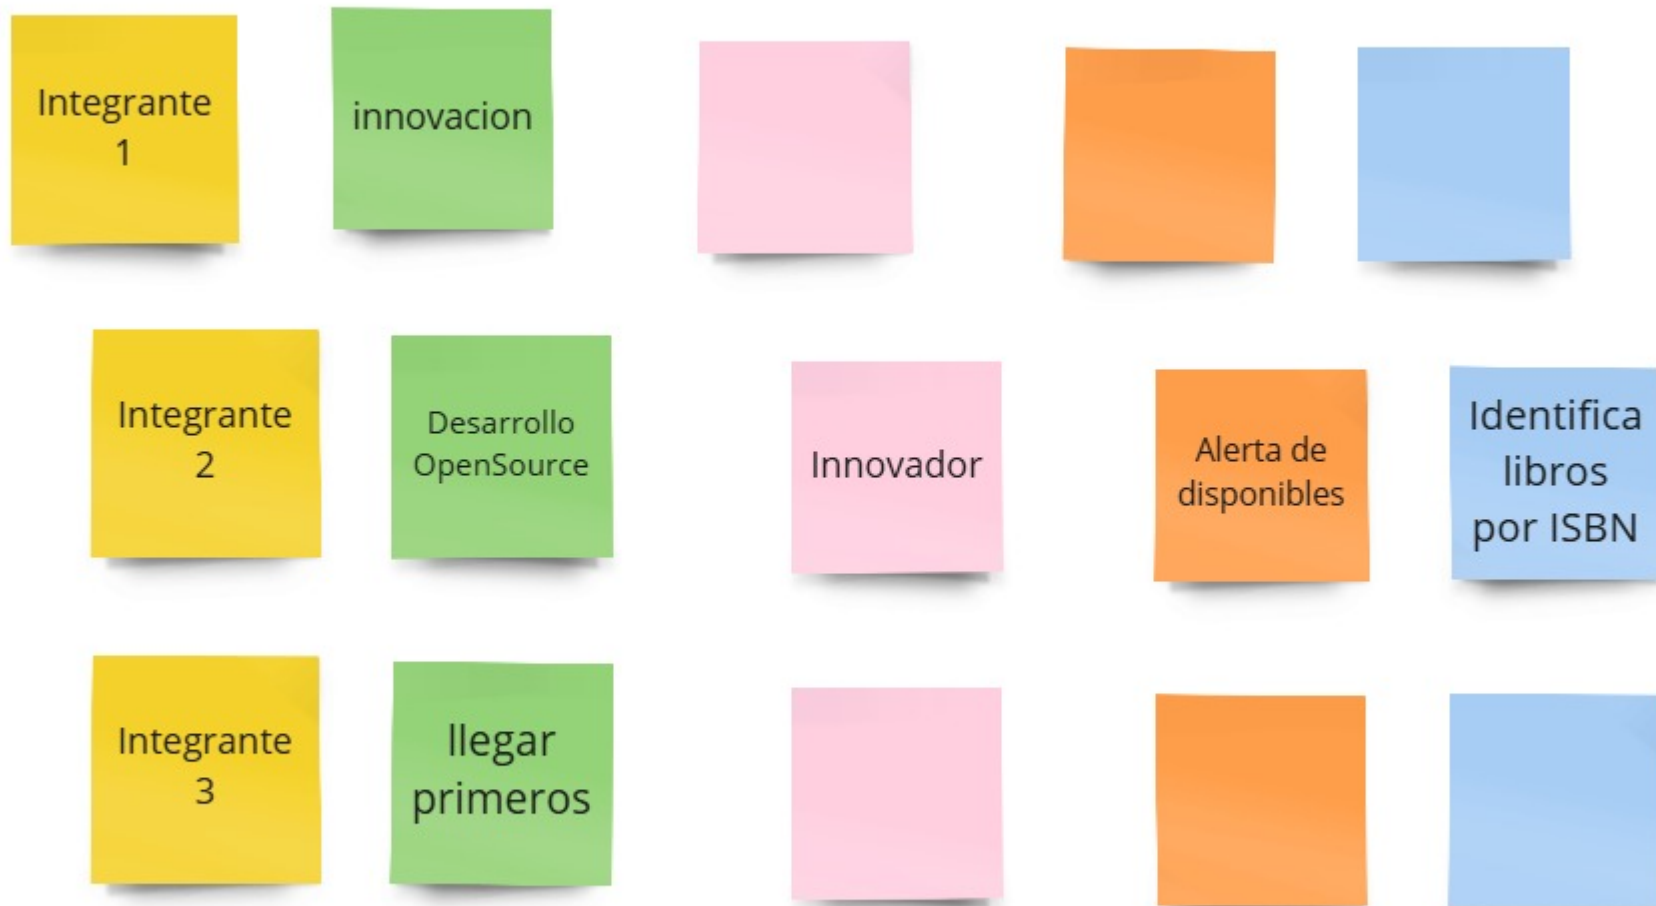 Integrante
1
innovacion
Integrante
2
Desarrollo
OpenSource
Innovador
Alerta de
disponibles
Identifica
libros
por ISBN
Integrante
3
llegar
primeros